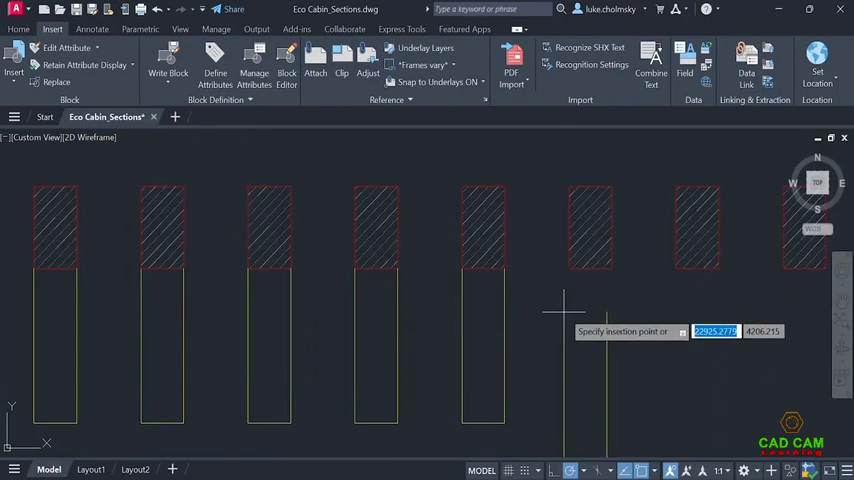 Share
Eco Cabin_Sections.dwg
Type a keyword or phrase
luke.cholmsky
Home Insert Annotate Parametric View Manage Output Add-ins Collaborate Express Tools Featured Apps
Insert
Edit Attribute
Retain Attribute Display
Replace
Block
Write Block
Define Attributes
Manage Attributes
Block Editor
Block Definition
Attach
Clip
Adjust
Underlay Layers
*Frames vary*
Snap to Underlays ON
Reference
PDF Import
Recognize SHX Text
Recognition Settings
Combine Text
Import
Field
Data
Data Link
Linking & Extraction
Set Location
Location
Start
Eco Cabin_Sections*
[−][Custom View][2D Wireframe]
N
W TOP E
S
WCS
Specify insertion point or 22925.2779 4206.215
Y
X
CAD CAM
Learning
Model Layout1 Layout2
MODEL
1:1